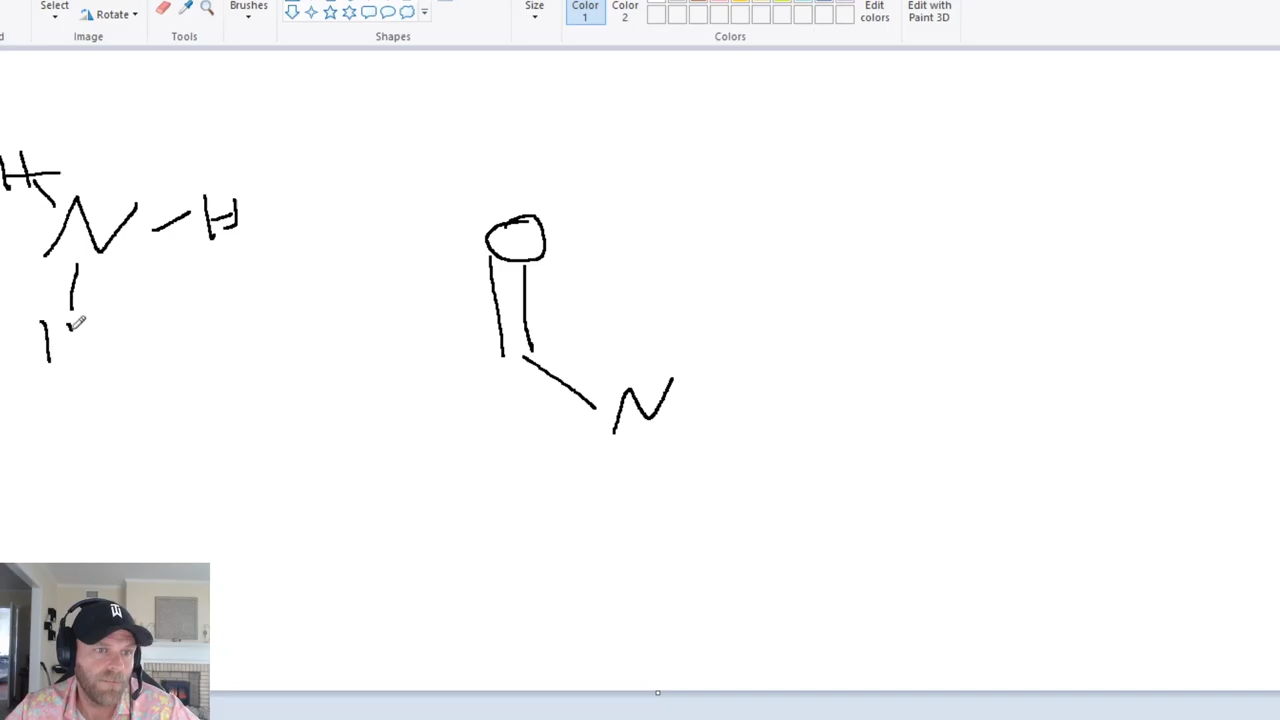 Select
Brushes
Size
Color
1
Color
2
Edit
colors
Edit with
Paint 3D
Rotate
Image
Tools
Shapes
Colors
H
N
H
O
N